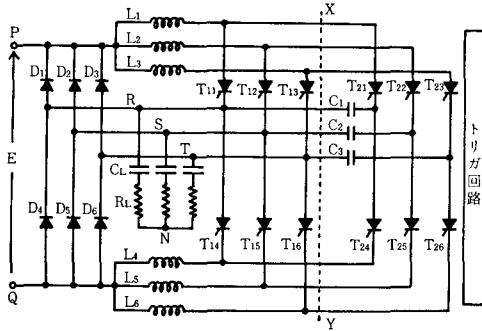 X
L1
L2
L3
P
D1 D2 D3
T11 T12 T13 T21 T22 T23
R
C1
S
C2
T
C3
E
CL
RL
N
D4 D5 D6
T14 T15 T16 T24 T25 T26
L4
L5
L6
Q
Y
トリガ回路